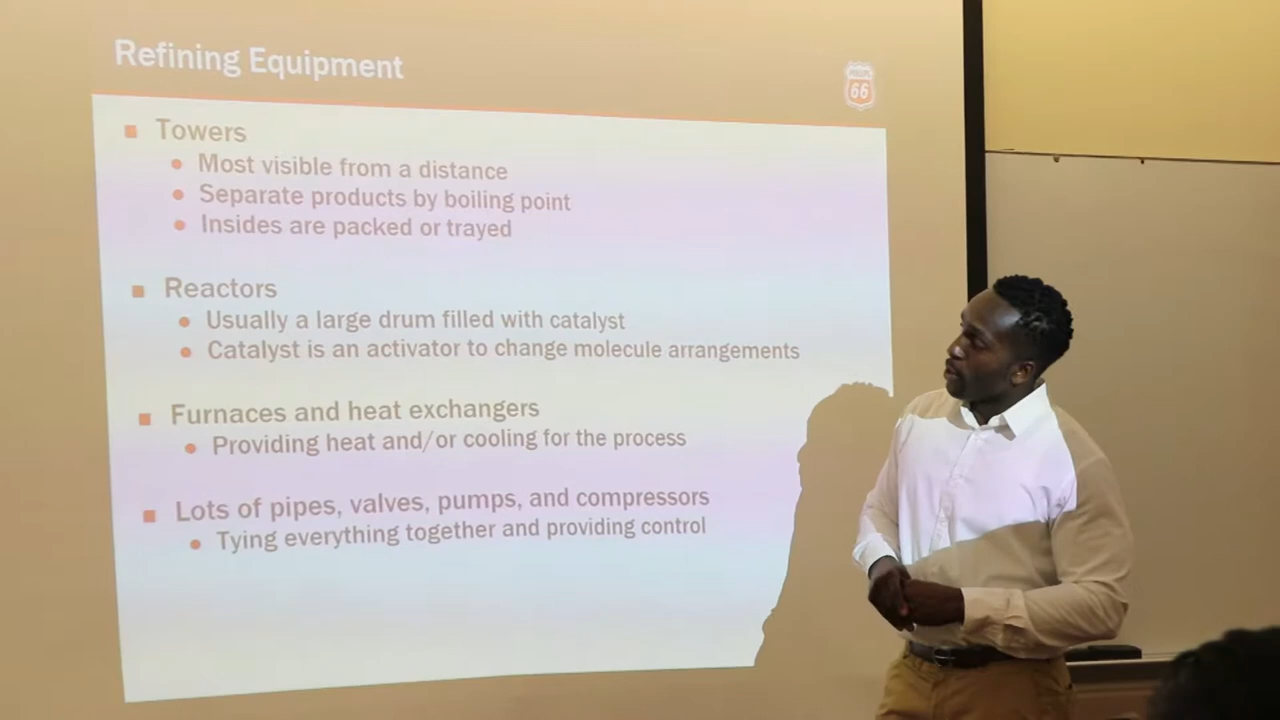 Refining Equipment
PHILLIPS
66
Towers
Most visible from a distance
Separate products by boiling point
Insides are packed or trayed
Reactors
Usually a large drum filled with catalyst
Catalyst is an activator to change molecule arrangements
Furnaces and heat exchangers
Providing heat and/or cooling for the process
Lots of pipes, valves, pumps, and compressors
Tying everything together and providing control